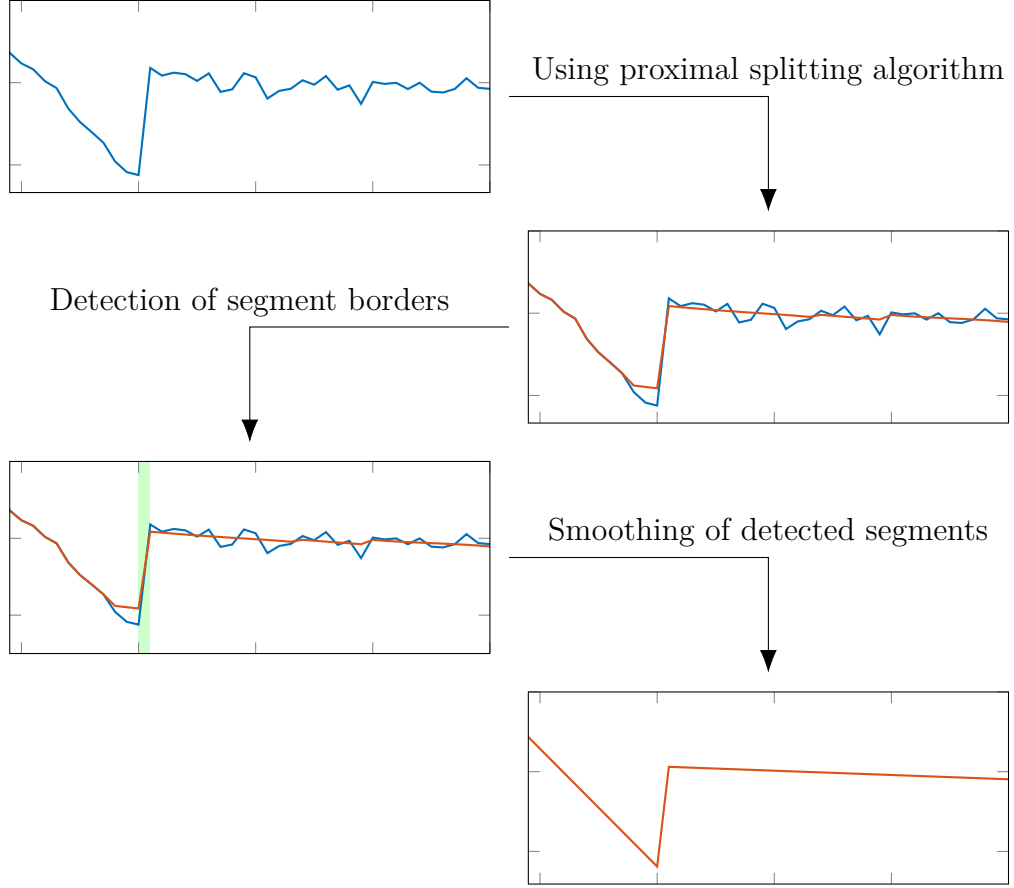 Using proximal splitting algorithm
Detection of segment borders
Smoothing of detected segments